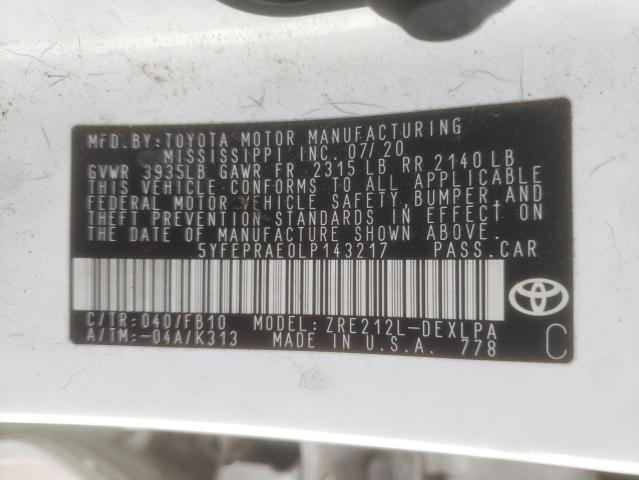 MFD.BY:TOYOTA MOTOR MANUFACTURING
MISSISSIPPI INC. 07/20
GVWR 3935LB GAWR FR 2315 LB RR 2140 LB
THIS VEHICLE CONFORMS TO ALL APPLICABLE
FEDERAL MOTOR VEHICLE SAFETY, BUMPER, AND
THEFT PREVENTION STANDARDS IN EFFECT ON
THE DATE OF MANUFACTURE SHOWN ABOVE.
5YFEPRAE0LP143217 PASS.CAR
C/TR:040/FB10 MODEL:ZRE212L-DEXLPA
A/TM:-04A/K313 MADE IN U.S.A. 778 C